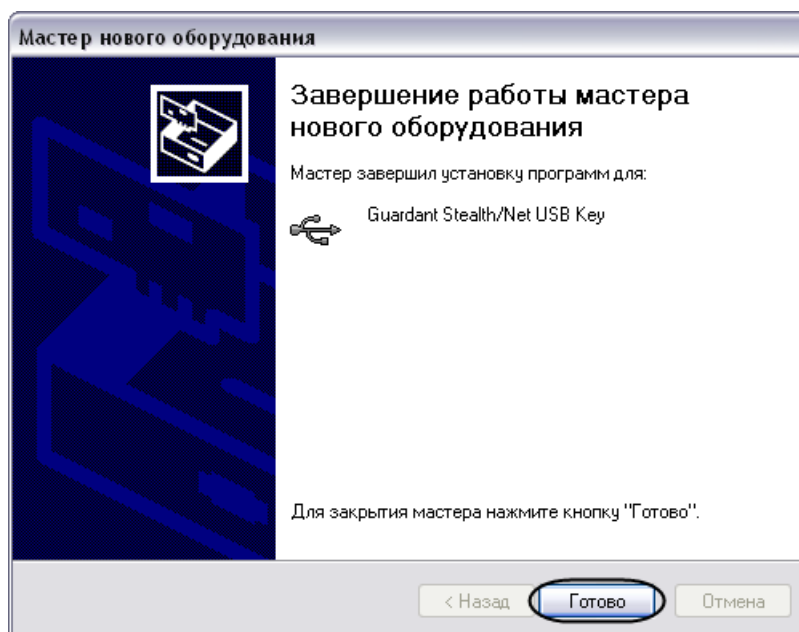 Мастер нового оборудования
Завершение работы мастера
нового оборудования
Мастер завершил установку программ для:
Guardant Stealth/Net USB Key
Для закрытия мастера нажмите кнопку "Готово".
< Назад Готово Отмена